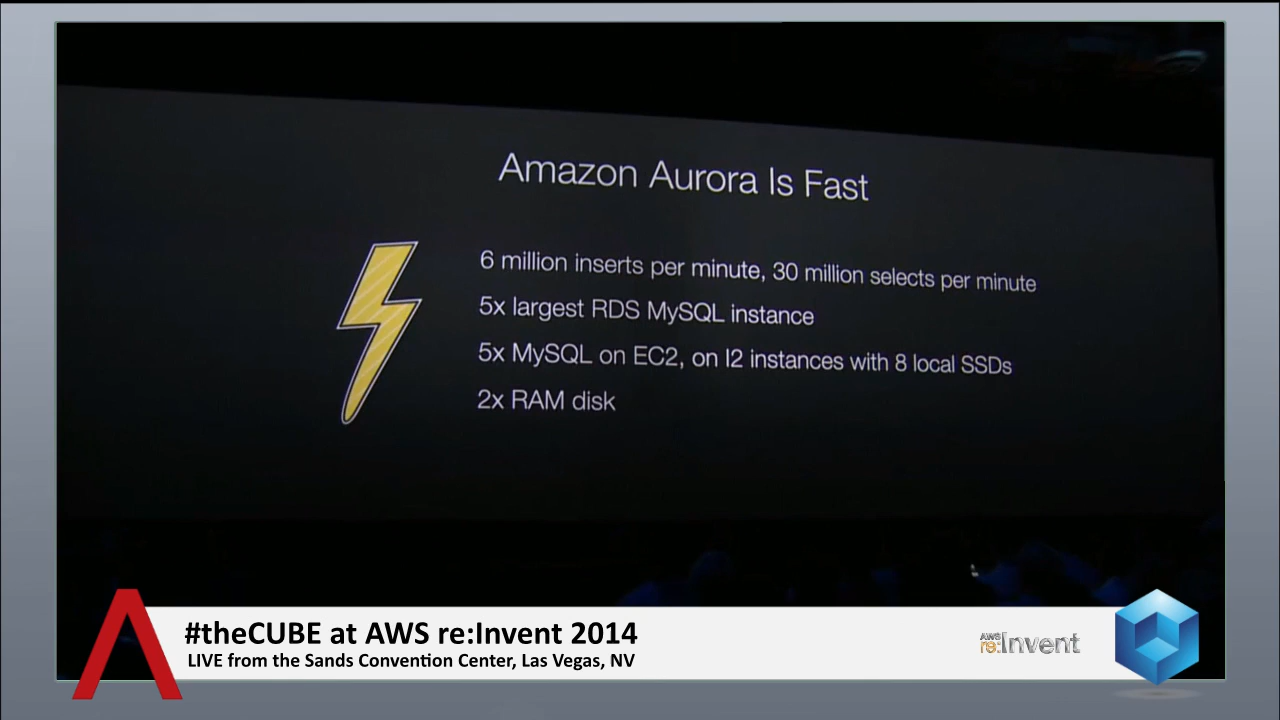 Amazon Aurora Is Fast
6 million inserts per minute, 30 million selects per minute
5x largest RDS MySQL instance
5x MySQL on EC2, on I2 instances with 8 local SSDs
2x RAM disk
#theCUBE at AWS re:Invent 2014
LIVE from the Sands Convention Center, Las Vegas, NV
AWS
re:Invent